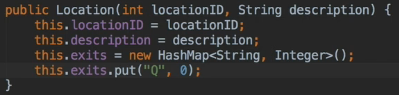 public Location(int locationID, String description) {
    this.locationID = locationID;
    this.description = description;
    this.exits = new HashMap<String, Integer>();
    this.exits.put("Q", 0);
}